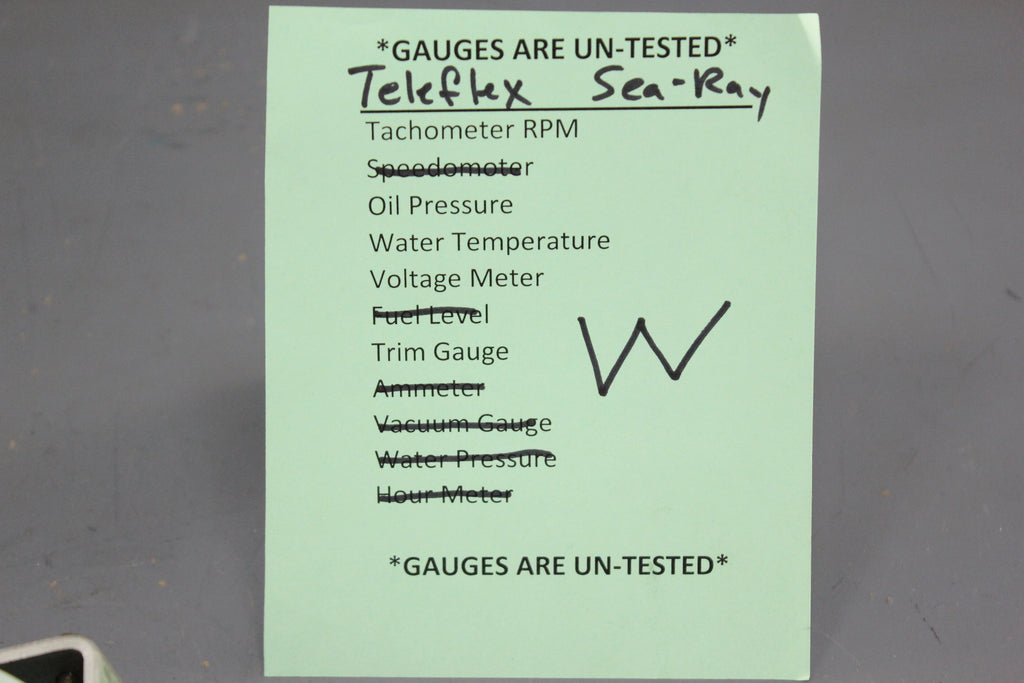 *GAUGES ARE UN-TESTED*
Teleflex Sea-Ray
Tachometer RPM
Speedomoter
Oil Pressure
Water Temperature
Voltage Meter
Fuel Level
Trim Gauge
W
Ammeter
Vacuum Gauge
Water Pressure
Hour Meter
*GAUGES ARE UN-TESTED*